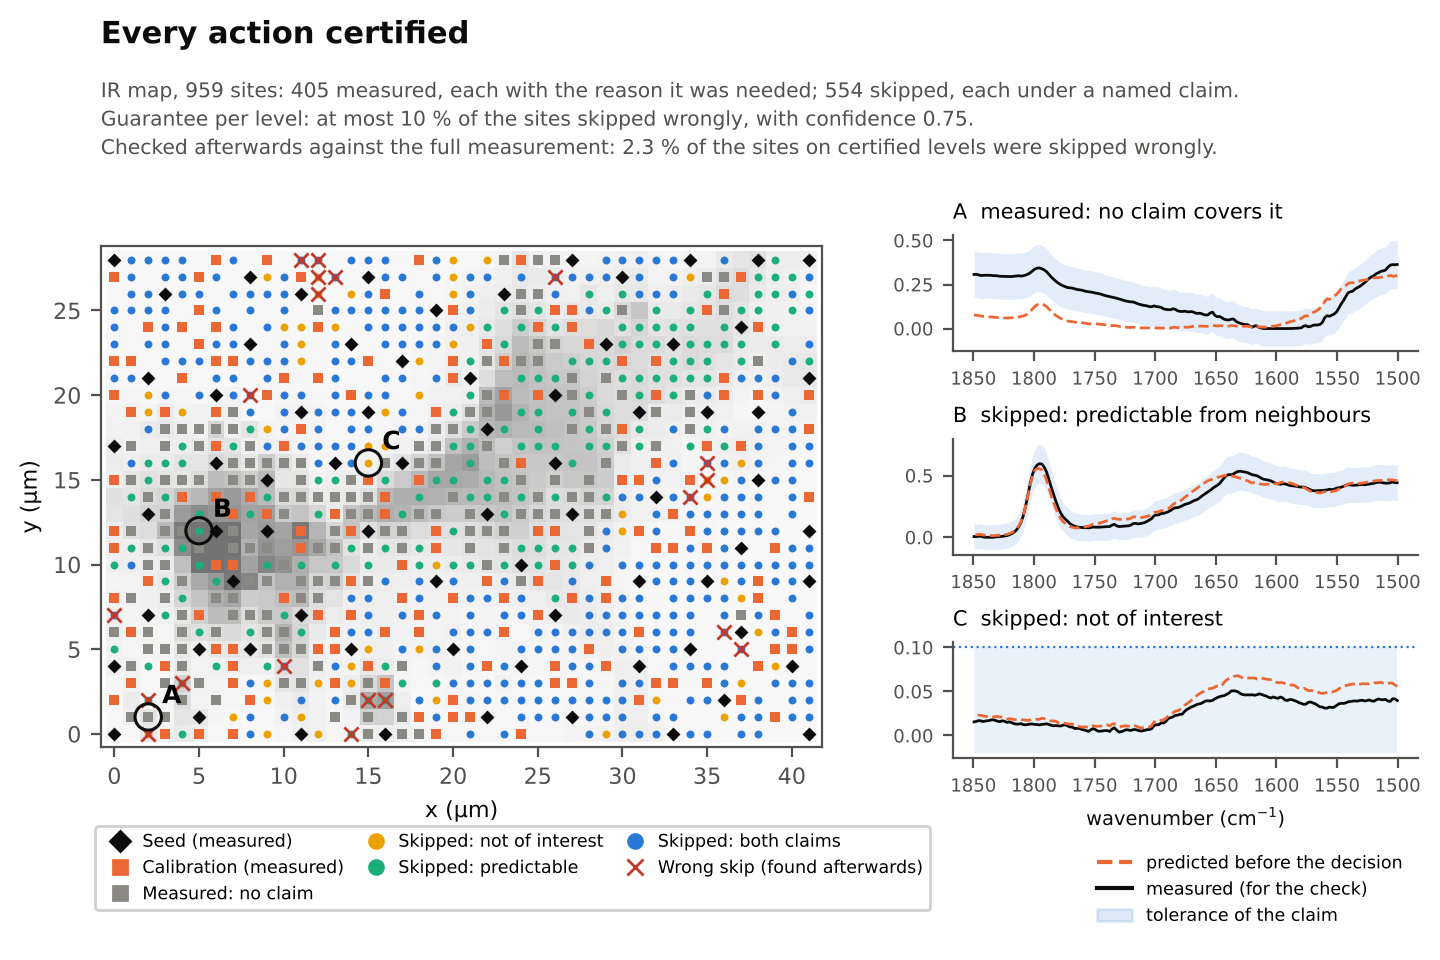 Every action certified
IR map, 959 sites: 405 measured, each with the reason it was needed; 554 skipped, each under a named claim.
Guarantee per level: at most 10 % of the sites skipped wrongly, with confidence 0.75.
Checked afterwards against the full measurement: 2.3 % of the sites on certified levels were skipped wrongly.
y (μm)
25
20
15
10
5
0
A
B
C
0 5 10 15 20 25 30 35 40
x (μm)
Seed (measured)
Calibration (measured)
Measured: no claim
Skipped: not of interest
Skipped: predictable
Skipped: both claims
Wrong skip (found afterwards)
A measured: no claim covers it
0.50
0.25
0.00
1850 1800 1750 1700 1650 1600 1550 1500
B skipped: predictable from neighbours
0.5
0.0
1850 1800 1750 1700 1650 1600 1550 1500
C skipped: not of interest
0.10
0.05
0.00
1850 1800 1750 1700 1650 1600 1550 1500
wavenumber (cm⁻¹)
predicted before the decision
measured (for the check)
tolerance of the claim